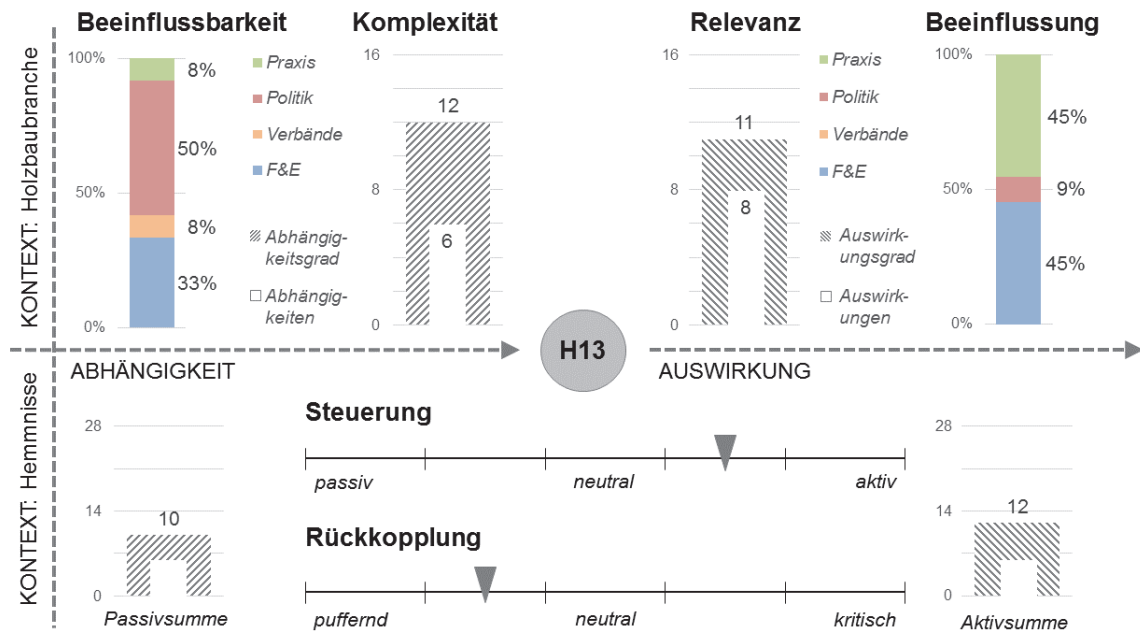 Beeinflussbarkeit
Komplexität
Relevanz
Beeinflussung
KONTEXT: Holzbaubranche
100%
50%
0%
8%
50%
8%
33%
Praxis
Politik
Verbände
F&E
Abhängig-
keitsgrad
Abhängig-
keiten
16
8
0
12
6
16
8
0
11
8
Praxis
Politik
Verbände
F&E
Auswirk-
ungsgrad
Auswirk-
ungen
100%
50%
0%
45%
9%
45%
H13
ABHÄNGIGKEIT
AUSWIRKUNG
KONTEXT: Hemmnisse
28
14
0
10
Passivsumme
Steuerung
passiv
neutral
aktiv
Rückkopplung
puffernd
neutral
kritisch
28
14
0
12
Aktivsumme